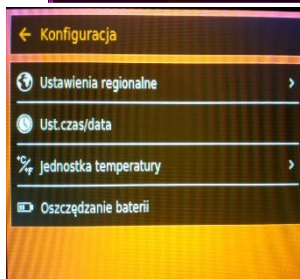 Konfiguracja
Ustawienia regionalne
Ust.czas/data
°C/°F Jednostka temperatury
Oszczędzanie baterii